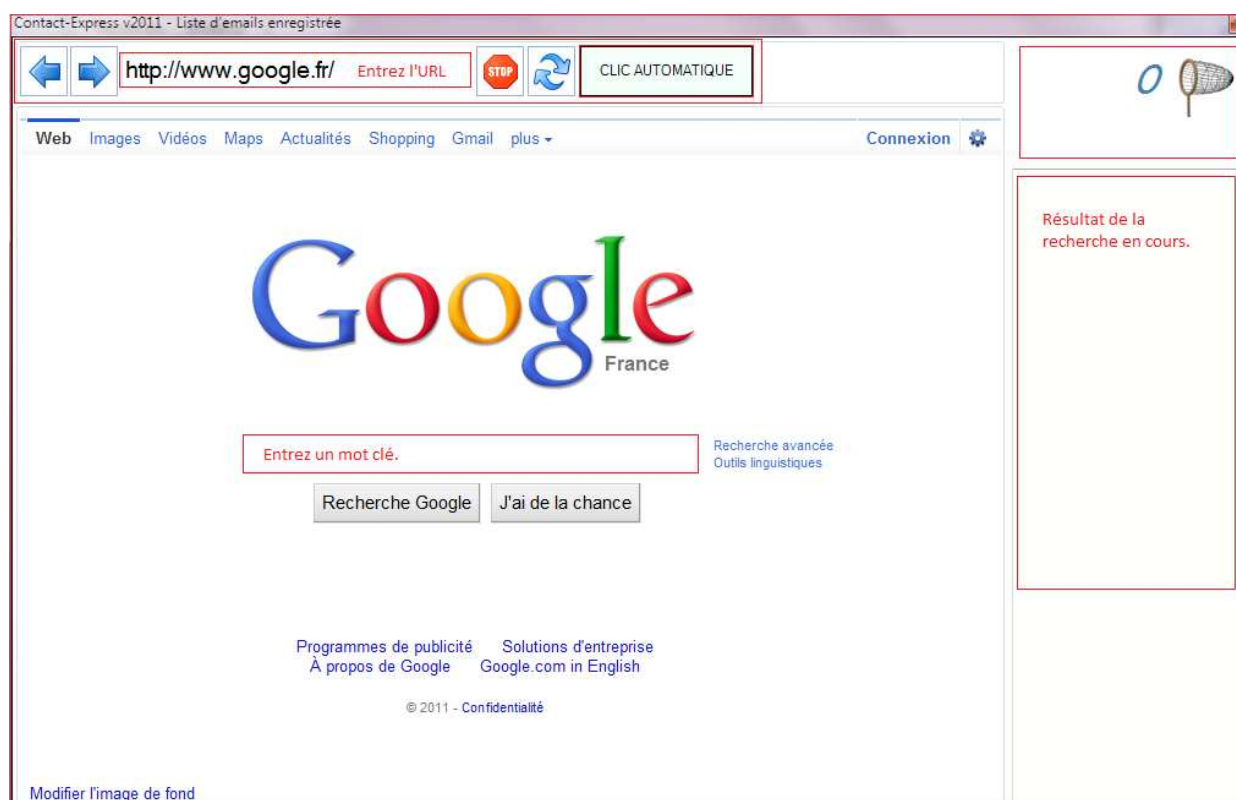 Contact-Express v2011 - Liste d'emails enregistrée
http://www.google.fr/ Entrez l'URL STOP CLIC AUTOMATIQUE
0
Web Images Vidéos Maps Actualités Shopping Gmail plus Connexion
Résultat de la
recherche en cours.
Google
France
Entrez un mot clé.
Recherche avancée
Outils linguistiques
Recherche Google J'ai de la chance
Programmes de publicité Solutions d'entreprise
À propos de Google Google.com in English
© 2011 - Confidentialité
Modifier l'image de fond